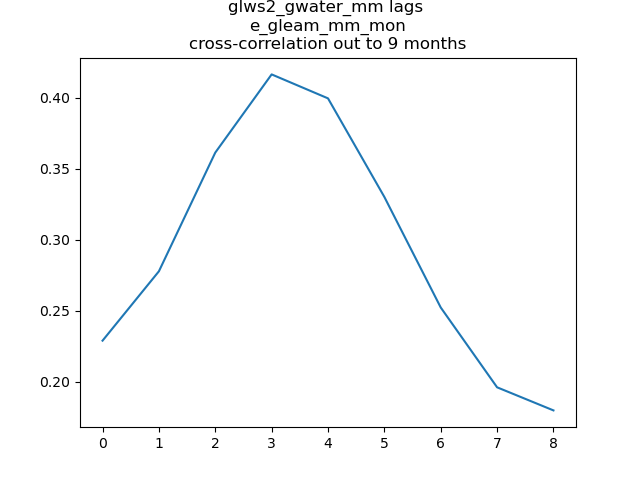 glws2_gwater_mm lags
e_gleam_mm_mon
cross-correlation out to 9 months
0.40
0.35
0.30
0.25
0.20
0 1 2 3 4 5 6 7 8